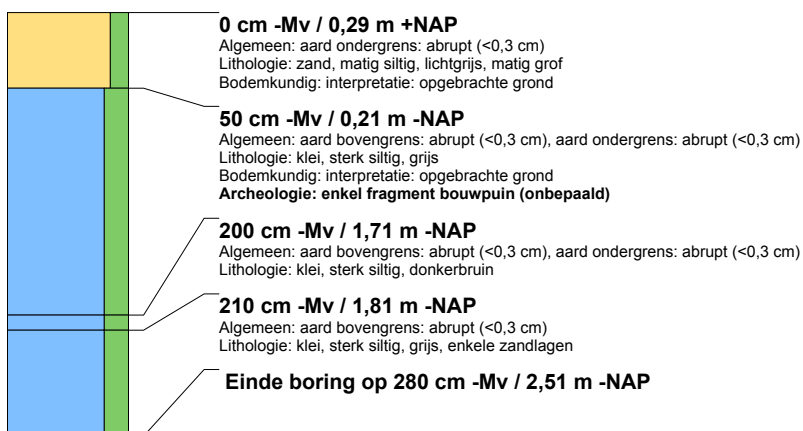 0 cm -Mv / 0,29 m +NAP
Algemeen: aard ondergrens: abrupt (<0,3 cm)
Lithologie: zand, matig siltig, lichtgrijs, matig grof
Bodemkundig: interpretatie: opgebrachte grond
50 cm -Mv / 0,21 m -NAP
Algemeen: aard bovengrens: abrupt (<0,3 cm), aard ondergrens: abrupt (<0,3 cm)
Lithologie: klei, sterk siltig, grijs
Bodemkundig: interpretatie: opgebrachte grond
Archeologie: enkel fragment bouwpuin (onbepaald)
200 cm -Mv / 1,71 m -NAP
Algemeen: aard bovengrens: abrupt (<0,3 cm), aard ondergrens: abrupt (<0,3 cm)
Lithologie: klei, sterk siltig, donkerbruin
210 cm -Mv / 1,81 m -NAP
Algemeen: aard bovengrens: abrupt (<0,3 cm)
Lithologie: klei, sterk siltig, grijs, enkele zandlagen
Einde boring op 280 cm -Mv / 2,51 m -NAP